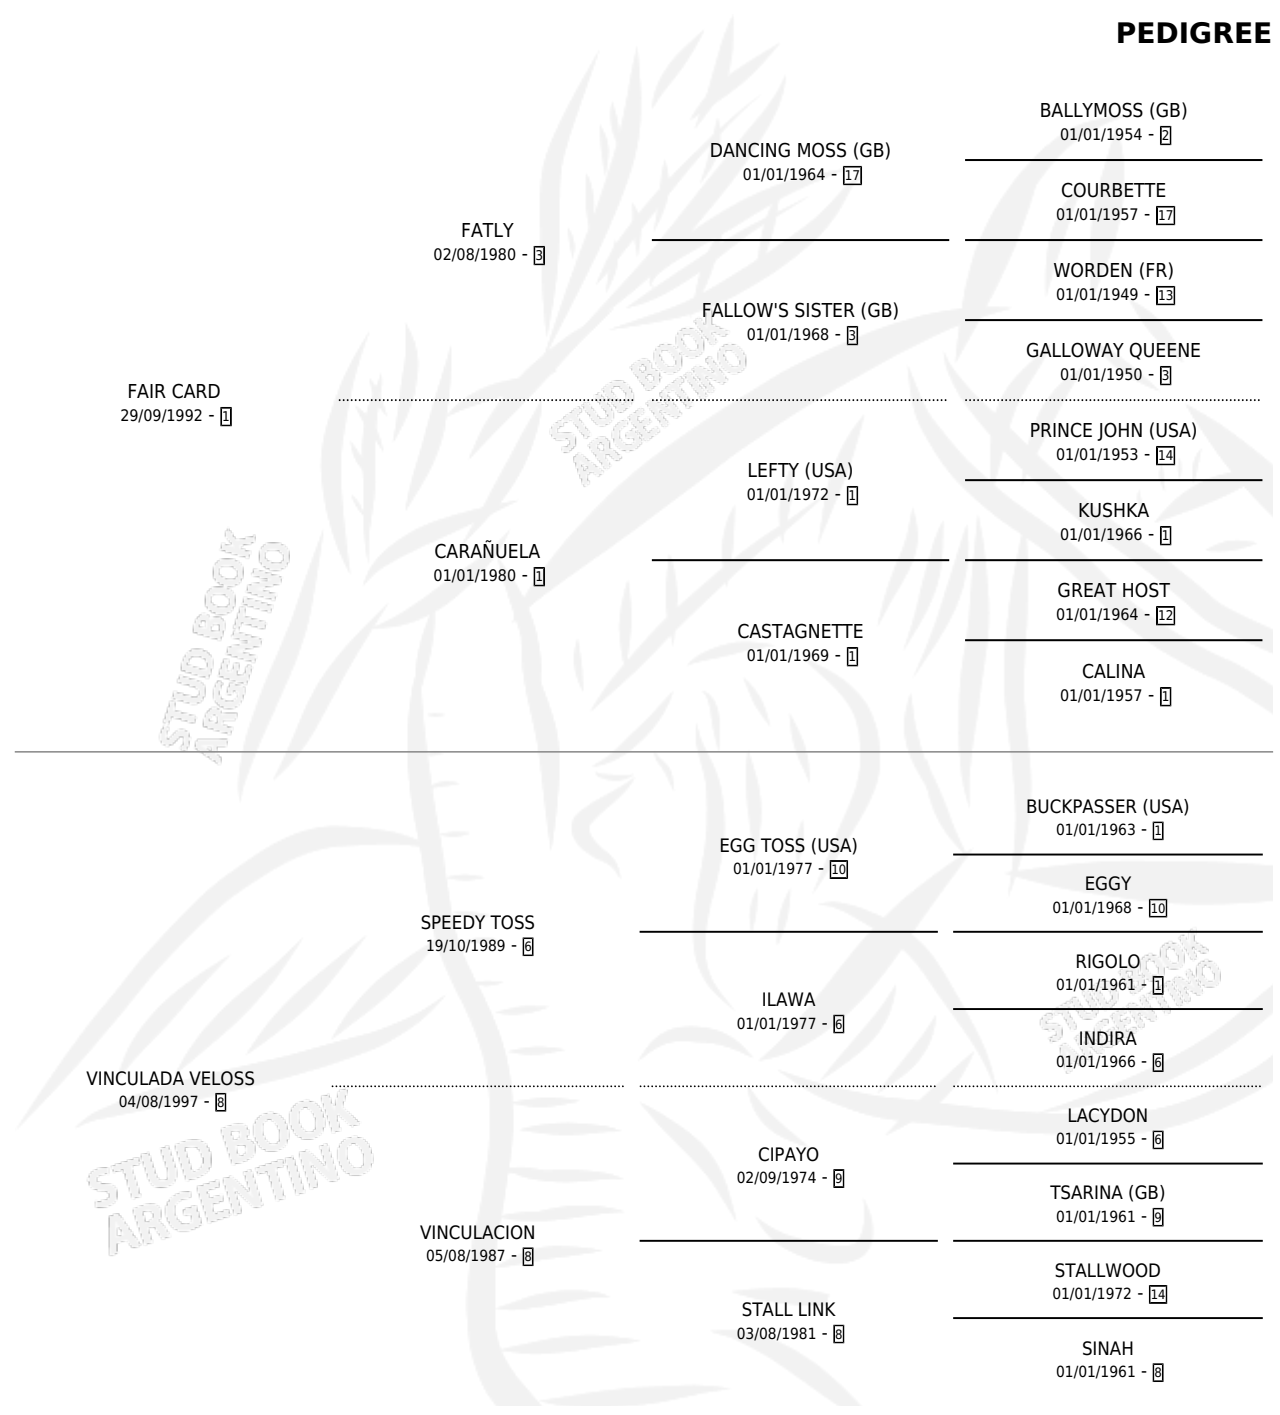 PEDIGREE
BALLYMOSS (GB)
01/01/1954 - 2
DANCING MOSS (GB)
01/01/1964 - 17
COURBETTE
01/01/1957 - 17
FATLY
02/08/1980 - 3
WORDEN (FR)
01/01/1949 - 13
FALLOW'S SISTER (GB)
01/01/1968 - 3
GALLOWAY QUEENE
01/01/1950 - 3
FAIR CARD
29/09/1992 - 1
PRINCE JOHN (USA)
01/01/1953 - 14
LEFTY (USA)
01/01/1972 - 1
KUSHKA
01/01/1966 - 1
CARAÑUELA
01/01/1980 - 1
GREAT HOST
01/01/1964 - 12
CASTAGNETTE
01/01/1969 - 1
CALINA
01/01/1957 - 1
BUCKPASSER (USA)
01/01/1963 - 1
EGG TOSS (USA)
01/01/1977 - 10
EGGY
01/01/1968 - 10
SPEEDY TOSS
19/10/1989 - 6
RIGOLO
01/01/1961 - 1
ILAWA
01/01/1977 - 6
INDIRA
01/01/1966 - 6
VINCULADA VELOSS
04/08/1997 - 8
LACYDON
01/01/1955 - 6
CIPAYO
02/09/1974 - 9
TSARINA (GB)
01/01/1961 - 9
VINCULACION
05/08/1987 - 8
STALLWOOD
01/01/1972 - 14
STALL LINK
03/08/1981 - 8
SINAH
01/01/1961 - 8
STUD BOOK
ARGENTINO
STUD BOOK
ARGENTINO
STUD BOOK
ARGENTINO
STUD BOOK
ARGENTINO